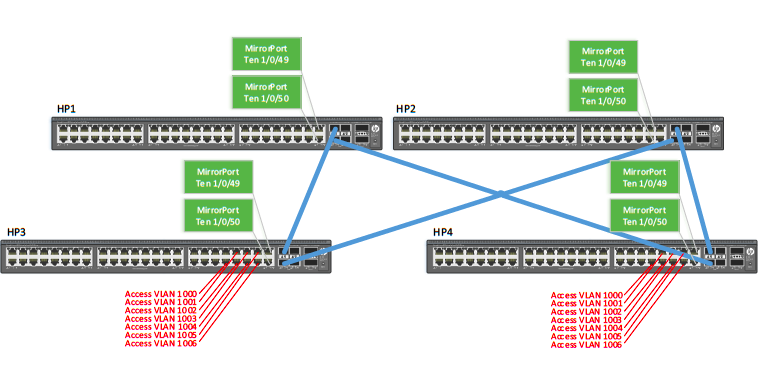 MirrorPort
Ten 1/0/49
MirrorPort
Ten 1/0/50
HP1
MirrorPort
Ten 1/0/49
MirrorPort
Ten 1/0/50
HP2
MirrorPort
Ten 1/0/49
MirrorPort
Ten 1/0/50
HP3
MirrorPort
Ten 1/0/49
MirrorPort
Ten 1/0/50
HP4
Access VLAN 1000
Access VLAN 1001
Access VLAN 1002
Access VLAN 1003
Access VLAN 1004
Access VLAN 1005
Access VLAN 1006
Access VLAN 1000
Access VLAN 1001
Access VLAN 1002
Access VLAN 1003
Access VLAN 1004
Access VLAN 1005
Access VLAN 1006